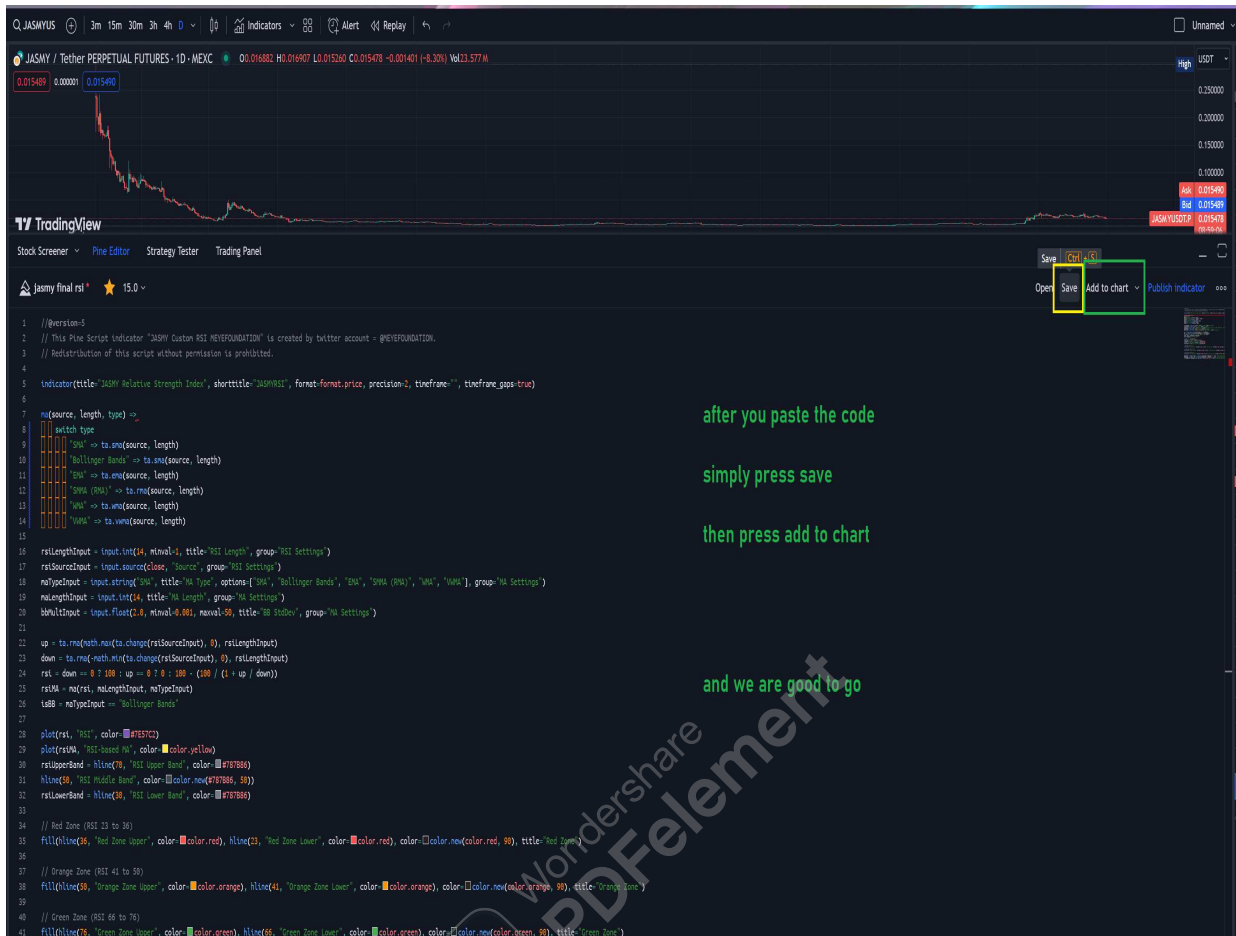 JASMYUS 3m 15m 30m 3h 4h D Indicators Alert Replay Unnamed
JASMY / Tether PERPETUAL FUTURES · 1D · MEXC O0.016882 H0.016907 L0.015260 C0.015478 −0.001401 (−8.30%) Vol23.577 M
High USDT
0.015489 0.000001 0.015490
0.250000
0.200000
0.150000
0.100000
Ask 0.015490
Bid 0.015489
JASMYUSDT.P 0.015478
TradingView
Stock Screener Pine Editor Strategy Tester Trading Panel
Save Ctrl + S
jasmy final rsi * 15.0 Open Save Add to chart Publish indicator
1 //@version=5
2 // This Pine Script indicator "JASMY Custom RSI MEYEFOUNDATION" is created by twitter account = @MEYEFOUNDATION.
3 // Redistribution of this script without permission is prohibited.
4
5 indicator(title="JASMY Relative Strength Index", shorttitle="JASMYRSI", format=format.price, precision=2, timeframe="", timeframe_gaps=true)
6
7 ma(source, length, type) =>
after you paste the code
8 switch type
9 "SMA" => ta.sma(source, length)
10 "Bollinger Bands" => ta.sma(source, length)
11 "EMA" => ta.ema(source, length)
simply press save
12 "SMMA (RMA)" => ta.rma(source, length)
13 "WMA" => ta.wma(source, length)
14 "VWMA" => ta.vwma(source, length)
15
then press add to chart
16 rsiLengthInput = input.int(14, minval=1, title="RSI Length", group="RSI Settings")
17 rsiSourceInput = input.source(close, "Source", group="RSI Settings")
18 maTypeInput = input.string("SMA", title="MA Type", options=["SMA", "Bollinger Bands", "EMA", "SMMA (RMA)", "WMA", "VWMA"], group="MA Settings")
19 maLengthInput = input.int(14, title="MA Length", group="MA Settings")
20 bbMultInput = input.float(2.0, minval=0.001, maxval=50, title="BB StdDev", group="MA Settings")
21
22 up = ta.rma(math.max(ta.change(rsiSourceInput), 0), rsiLengthInput)
23 down = ta.rma(-math.min(ta.change(rsiSourceInput), 0), rsiLengthInput)
24 rsi = down == 0 ? 100 : up == 0 ? 0 : 100 - (100 / (1 + up / down))
25 rsiMA = ma(rsi, maLengthInput, maTypeInput)
and we are good to go
26 isBB = maTypeInput == "Bollinger Bands"
27
28 plot(rsi, "RSI", color=#7E57C2)
29 plot(rsiMA, "RSI-based MA", color=color.yellow)
30 rsiUpperBand = hline(70, "RSI Upper Band", color=#787B86)
31 hline(50, "RSI Middle Band", color=color.new(#787B86, 50))
32 rsiLowerBand = hline(30, "RSI Lower Band", color=#787B86)
33
34 // Red Zone (RSI 23 to 36)
35 fill(hline(36, "Red Zone Upper", color=color.red), hline(23, "Red Zone Lower", color=color.red), color=color.new(color.red, 90), title="Red Zone")
36
37 // Orange Zone (RSI 41 to 50)
38 fill(hline(50, "Orange Zone Upper", color=color.orange), hline(41, "Orange Zone Lower", color=color.orange), color=color.new(color.orange, 90), title="Orange Zone")
39
40 // Green Zone (RSI 66 to 76)
41 fill(hline(76, "Green Zone Upper", color=color.green), hline(66, "Green Zone Lower", color=color.green), color=color.new(color.green, 90), title="Green Zone")
Wondershare
PDFelement